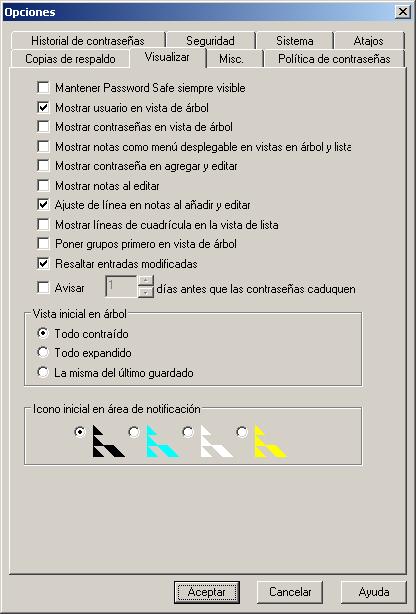 Opciones
Historial de contraseñas Seguridad Sistema Atajos
Copias de respaldo Visualizar Misc. Política de contraseñas
Mantener Password Safe siempre visible
Mostrar usuario en vista de árbol
Mostrar contraseñas en vista de árbol
Mostrar notas como menú desplegable en vistas en árbol y lista
Mostrar contraseña en agregar y editar
Mostrar notas al editar
Ajuste de línea en notas al añadir y editar
Mostrar líneas de cuadrícula en la vista de lista
Poner grupos primero en vista de árbol
Resaltar entradas modificadas
Avisar 1 días antes que las contraseñas caduquen
Vista inicial en árbol
Todo contraído
Todo expandido
La misma del último guardado
Icono inicial en área de notificación
Aceptar Cancelar Ayuda